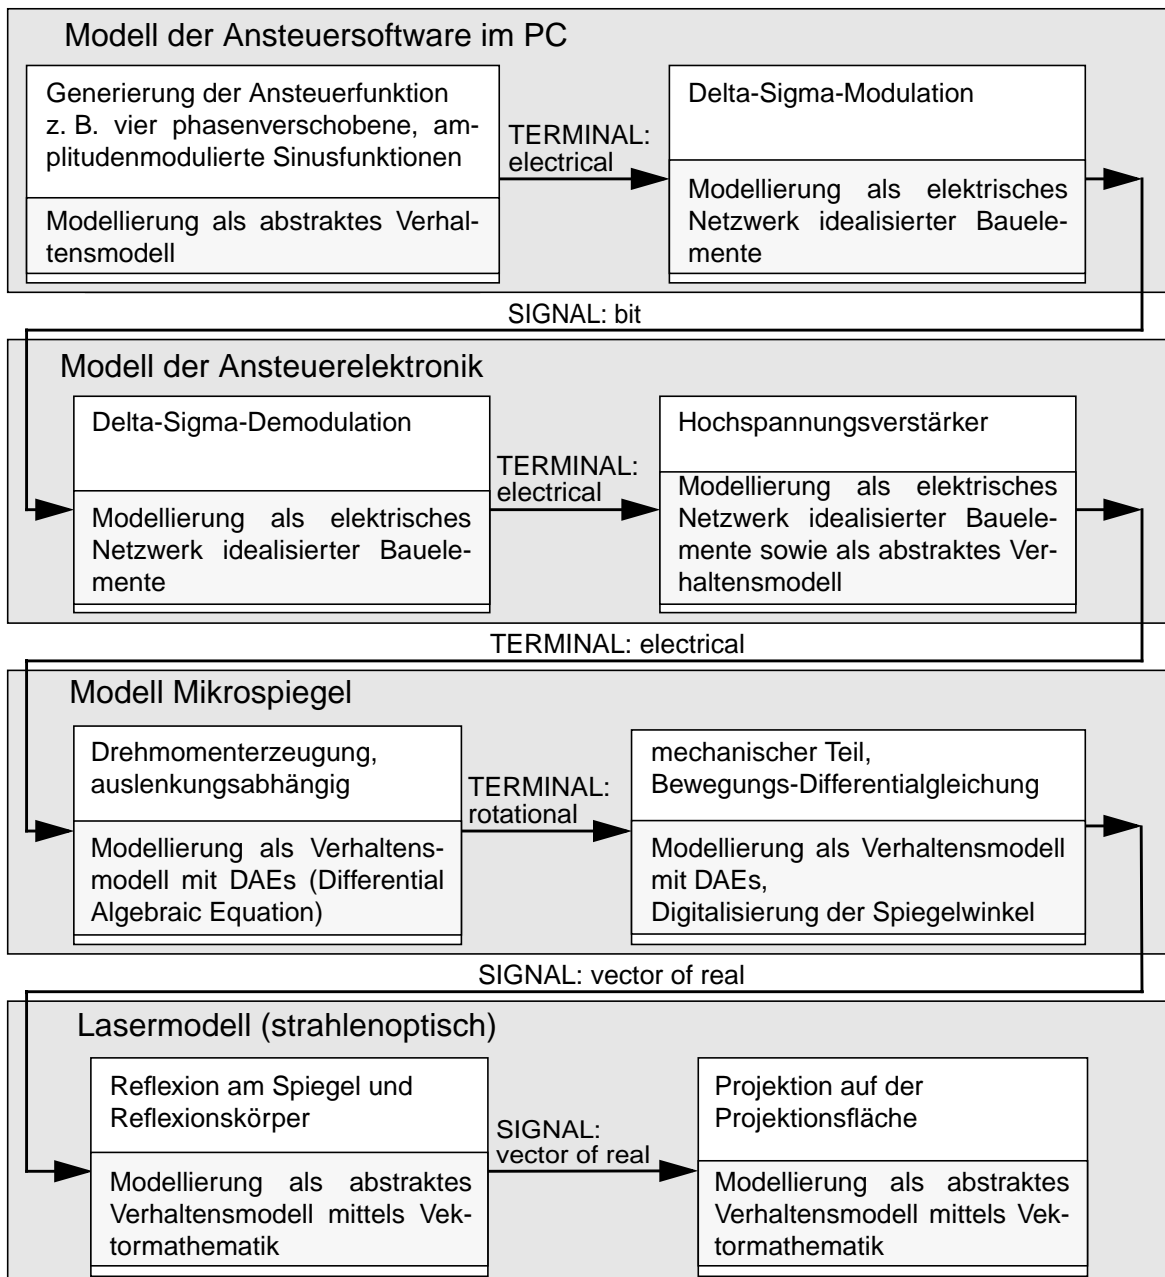 Modell der Ansteuersoftware im PC
Generierung der Ansteuerfunktion
z. B. vier phasenverschobene, am-
plitudenmodulierte Sinusfunktionen
Modellierung als abstraktes Verhal-
tensmodell
TERMINAL:
electrical
Delta-Sigma-Modulation
Modellierung als elektrisches
Netzwerk idealisierter Bauele-
mente
SIGNAL: bit
Modell der Ansteuerelektronik
Delta-Sigma-Demodulation
Modellierung als elektrisches
Netzwerk idealisierter Bauele-
mente
TERMINAL:
electrical
Hochspannungsverstärker
Modellierung als elektrisches
Netzwerk idealisierter Bauele-
mente sowie als abstraktes Ver-
haltensmodell
TERMINAL: electrical
Modell Mikrospiegel
Drehmomenterzeugung,
auslenkungsabhängig
Modellierung als Verhaltens-
modell mit DAEs (Differential
Algebraic Equation)
TERMINAL:
rotational
mechanischer Teil,
Bewegungs-Differentialgleichung
Modellierung als Verhaltensmodell
mit DAEs,
Digitalisierung der Spiegelwinkel
SIGNAL: vector of real
Lasermodell (strahlenoptisch)
Reflexion am Spiegel und
Reflexionskörper
Modellierung als abstraktes
Verhaltensmodell mittels Vek-
tormathematik
SIGNAL:
vector of real
Projektion auf der
Projektionsfläche
Modellierung als abstraktes
Verhaltensmodell mittels Vek-
tormathematik